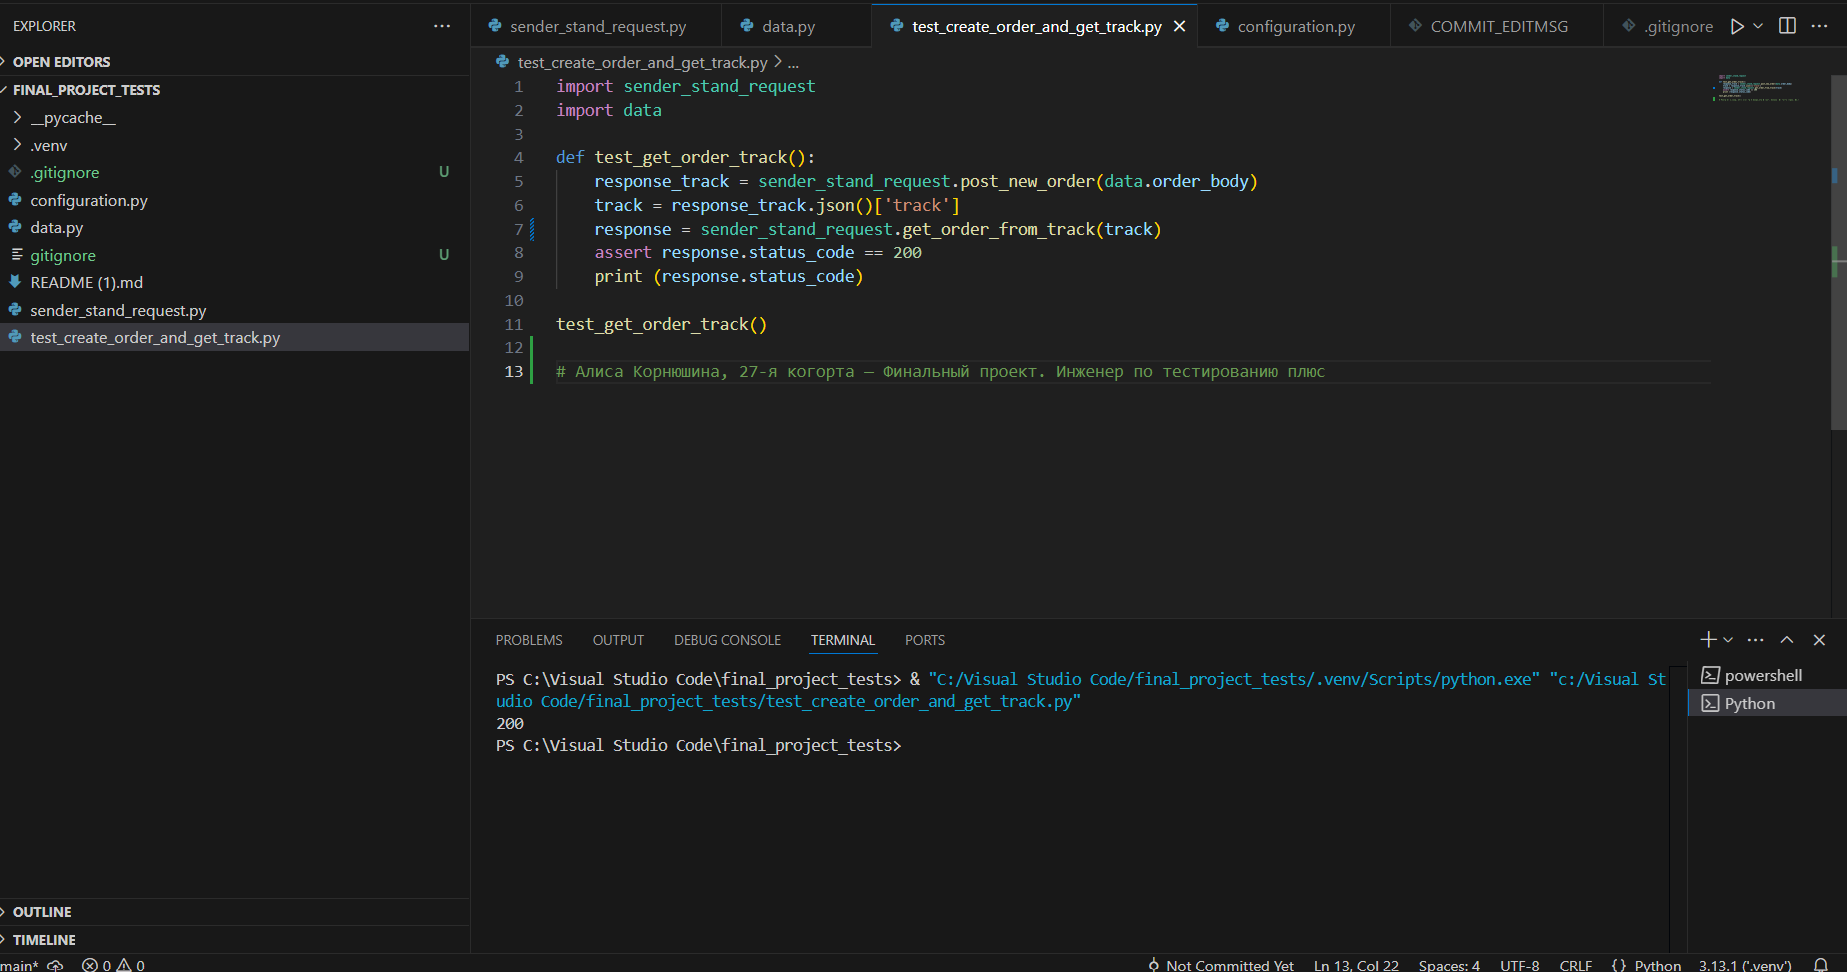 EXPLORER
sender_stand_request.py
data.py
test_create_order_and_get_track.py
configuration.py
COMMIT_EDITMSG
.gitignore
OPEN EDITORS
FINAL_PROJECT_TESTS
__pycache__
.venv
.gitignore U
configuration.py
data.py
gitignore U
README (1).md
sender_stand_request.py
test_create_order_and_get_track.py
OUTLINE
TIMELINE
test_create_order_and_get_track.py > ...
1 import sender_stand_request
2 import data
3
4 def test_get_order_track():
5 response_track = sender_stand_request.post_new_order(data.order_body)
6 track = response_track.json()['track']
7 response = sender_stand_request.get_order_from_track(track)
8 assert response.status_code == 200
9 print (response.status_code)
10
11 test_get_order_track()
12
13 # Алиса Корнюшина, 27-я когорта — Финальный проект. Инженер по тестированию плюс
PROBLEMS OUTPUT DEBUG CONSOLE TERMINAL PORTS
PS C:\Visual Studio Code\final_project_tests> & "C:/Visual Studio Code/final_project_tests/.venv/Scripts/python.exe" "c:/Visual St
udio Code/final_project_tests/test_create_order_and_get_track.py"
200
PS C:\Visual Studio Code\final_project_tests>
powershell
Python
main* 0 0 Not Committed Yet Ln 13, Col 22 Spaces: 4 UTF-8 CRLF {} Python 3.13.1 ('.venv')